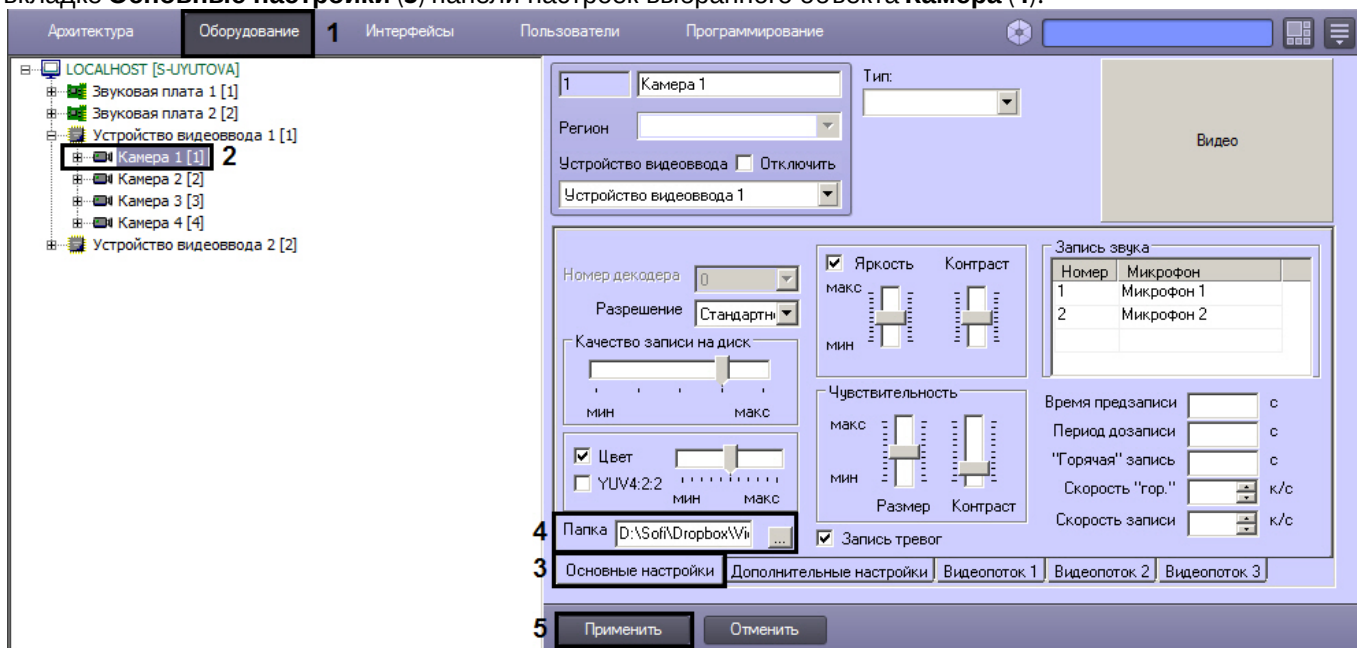 вкладке Основные настройки (3) панели настроек выбранного объекта Камера (4).
Архитектура Оборудование 1 Интерфейсы Пользователи Программирование
LOCALHOST [S-UYUTOVA]
Звуковая плата 1 [1]
Звуковая плата 2 [2]
Устройство видеоввода 1 [1]
Камера 1 [1] 2
Камера 2 [2]
Камера 3 [3]
Камера 4 [4]
Устройство видеоввода 2 [2]
1 Камера 1
Регион
Устройство видеоввода Отключить
Устройство видеоввода 1
Тип:
Видео
Номер декодера 0
Разрешение Стандартн
Качество записи на диск
мин макс
Цвет
YUV4:2:2
мин макс
4 Папка D:\Sofi\Dropbox\Vi ...
Яркость Контраст
макс
мин
Чувствительность
макс
мин
Размер Контраст
Запись тревог
Запись звука
Номер Микрофон
1 Микрофон 1
2 Микрофон 2
Время предзаписи с
Период дозаписи с
"Горячая" запись с
Скорость "гор." к/с
Скорость записи к/с
3 Основные настройки Дополнительные настройки Видеопоток 1 Видеопоток 2 Видеопоток 3
5 Применить Отменить